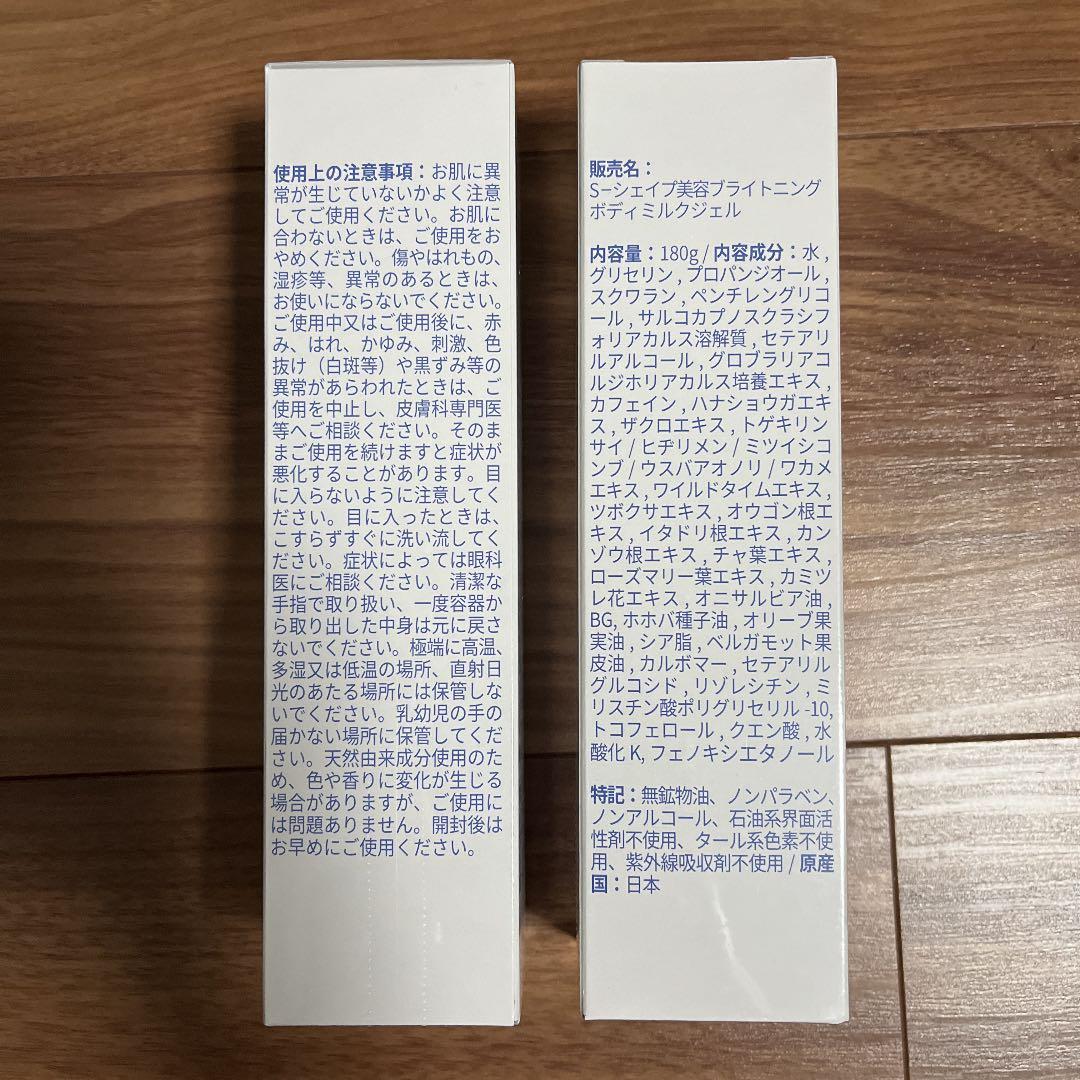 使用上の注意事項：お肌に異
常が生じていないかよく注意
してご使用ください。お肌に
合わないときは、ご使用をお
やめください。傷やはれもの、
湿疹等、異常のあるときは、
お使いにならないでください。
ご使用中又はご使用後に、赤
み、はれ、かゆみ、刺激、色
抜け（白斑等）や黒ずみ等の
異常があらわれたときは、ご
使用を中止し、皮膚科専門医
等へご相談ください。そのま
まご使用を続けますと症状が
悪化することがあります。目
に入らないように注意してく
ださい。目に入ったときは、
こすらずすぐに洗い流してく
ださい。症状によっては眼科
医にご相談ください。清潔な
手指で取り扱い、一度容器か
ら取り出した中身は元に戻さ
ないでください。極端に高温、
多湿又は低温の場所、直射日
光のあたる場所には保管しな
いでください。乳幼児の手の
届かない場所に保管してくだ
さい。天然由来成分使用のた
め、色や香りに変化が生じる
場合がありますが、ご使用に
は問題ありません。開封後は
お早めにご使用ください。
販売名：
S−シェイプ美容ブライトニング
ボディミルクジェル
内容量：180g / 内容成分：水 ,
グリセリン , プロパンジオール ,
スクワラン , ペンチレングリコ
ール , サルコカプノスクラシフ
ォリアカルス溶解質 , セテアリ
ルアルコール , グロブラリアコ
ルジホリアカルス培養エキス ,
カフェイン , ハナショウガエキ
ス , ザクロエキス , トゲキリン
サイ / ヒヂリメン / ミツイシコ
ンブ / ウスバアオノリ / ワカメ
エキス , ワイルドタイムエキス ,
ツボクサエキス , オウゴン根エ
キス , イタドリ根エキス , カン
ゾウ根エキス , チャ葉エキス ,
ローズマリー葉エキス , カミツ
レ花エキス , オニサルビア油 ,
BG, ホホバ種子油 , オリーブ果
実油 , シア脂 , ベルガモット果
皮油 , カルボマー , セテアリル
グルコシド , リゾレシチン , ミ
リスチン酸ポリグリセリル -10,
トコフェロール , クエン酸 , 水
酸化 K, フェノキシエタノール
特記：無鉱物油、ノンパラベン、
ノンアルコール、石油系界面活
性剤不使用、タール系色素不使
用、紫外線吸収剤不使用 / 原産
国：日本